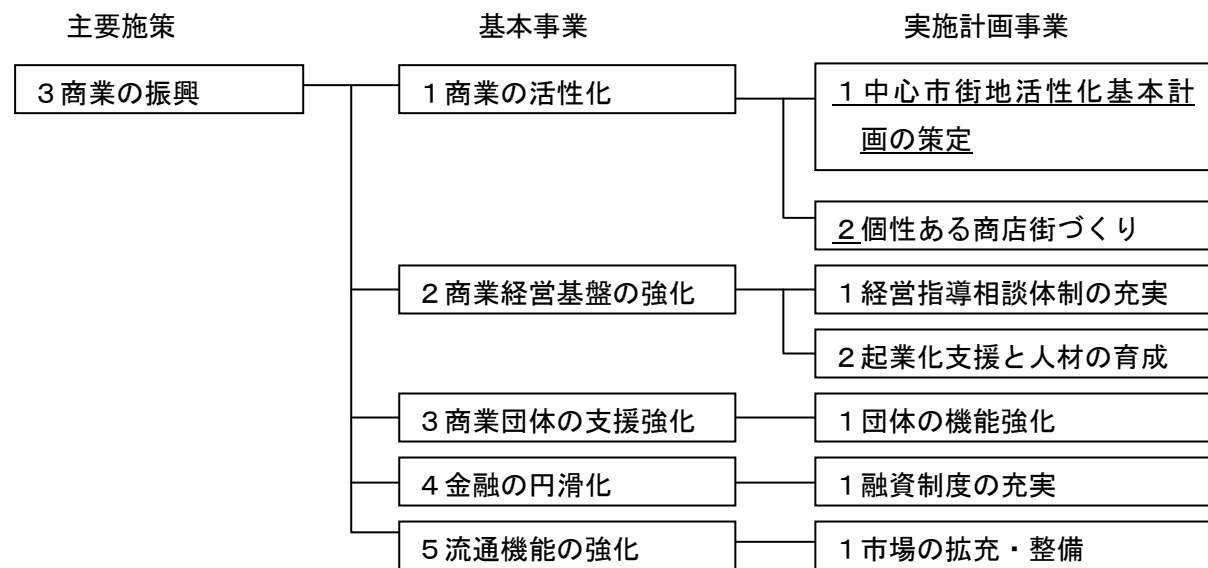 主要施策　基本事業　実施計画事業
３商業の振興　１商業の活性化　１中心市街地活性化基本計
画の策定
２個性ある商店街づくり
２商業経営基盤の強化　１経営指導相談体制の充実
２起業化支援と人材の育成
３商業団体の支援強化　１団体の機能強化
４金融の円滑化　１融資制度の充実
５流通機能の強化　１市場の拡充・整備